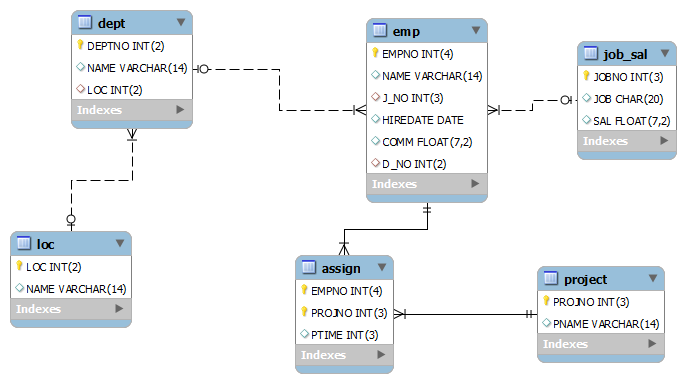 dept
DEPTNO INT(2)
NAME VARCHAR(14)
LOC INT(2)
Indexes
emp
EMPNO INT(4)
NAME VARCHAR(14)
J_NO INT(3)
HIREDATE DATE
COMM FLOAT(7,2)
D_NO INT(2)
Indexes
job_sal
JOBNO INT(3)
JOB CHAR(20)
SAL FLOAT(7,2)
Indexes
loc
LOC INT(2)
NAME VARCHAR(14)
Indexes
assign
EMPNO INT(4)
PROJNO INT(3)
PTIME INT(3)
Indexes
project
PROJNO INT(3)
PNAME VARCHAR(14)
Indexes